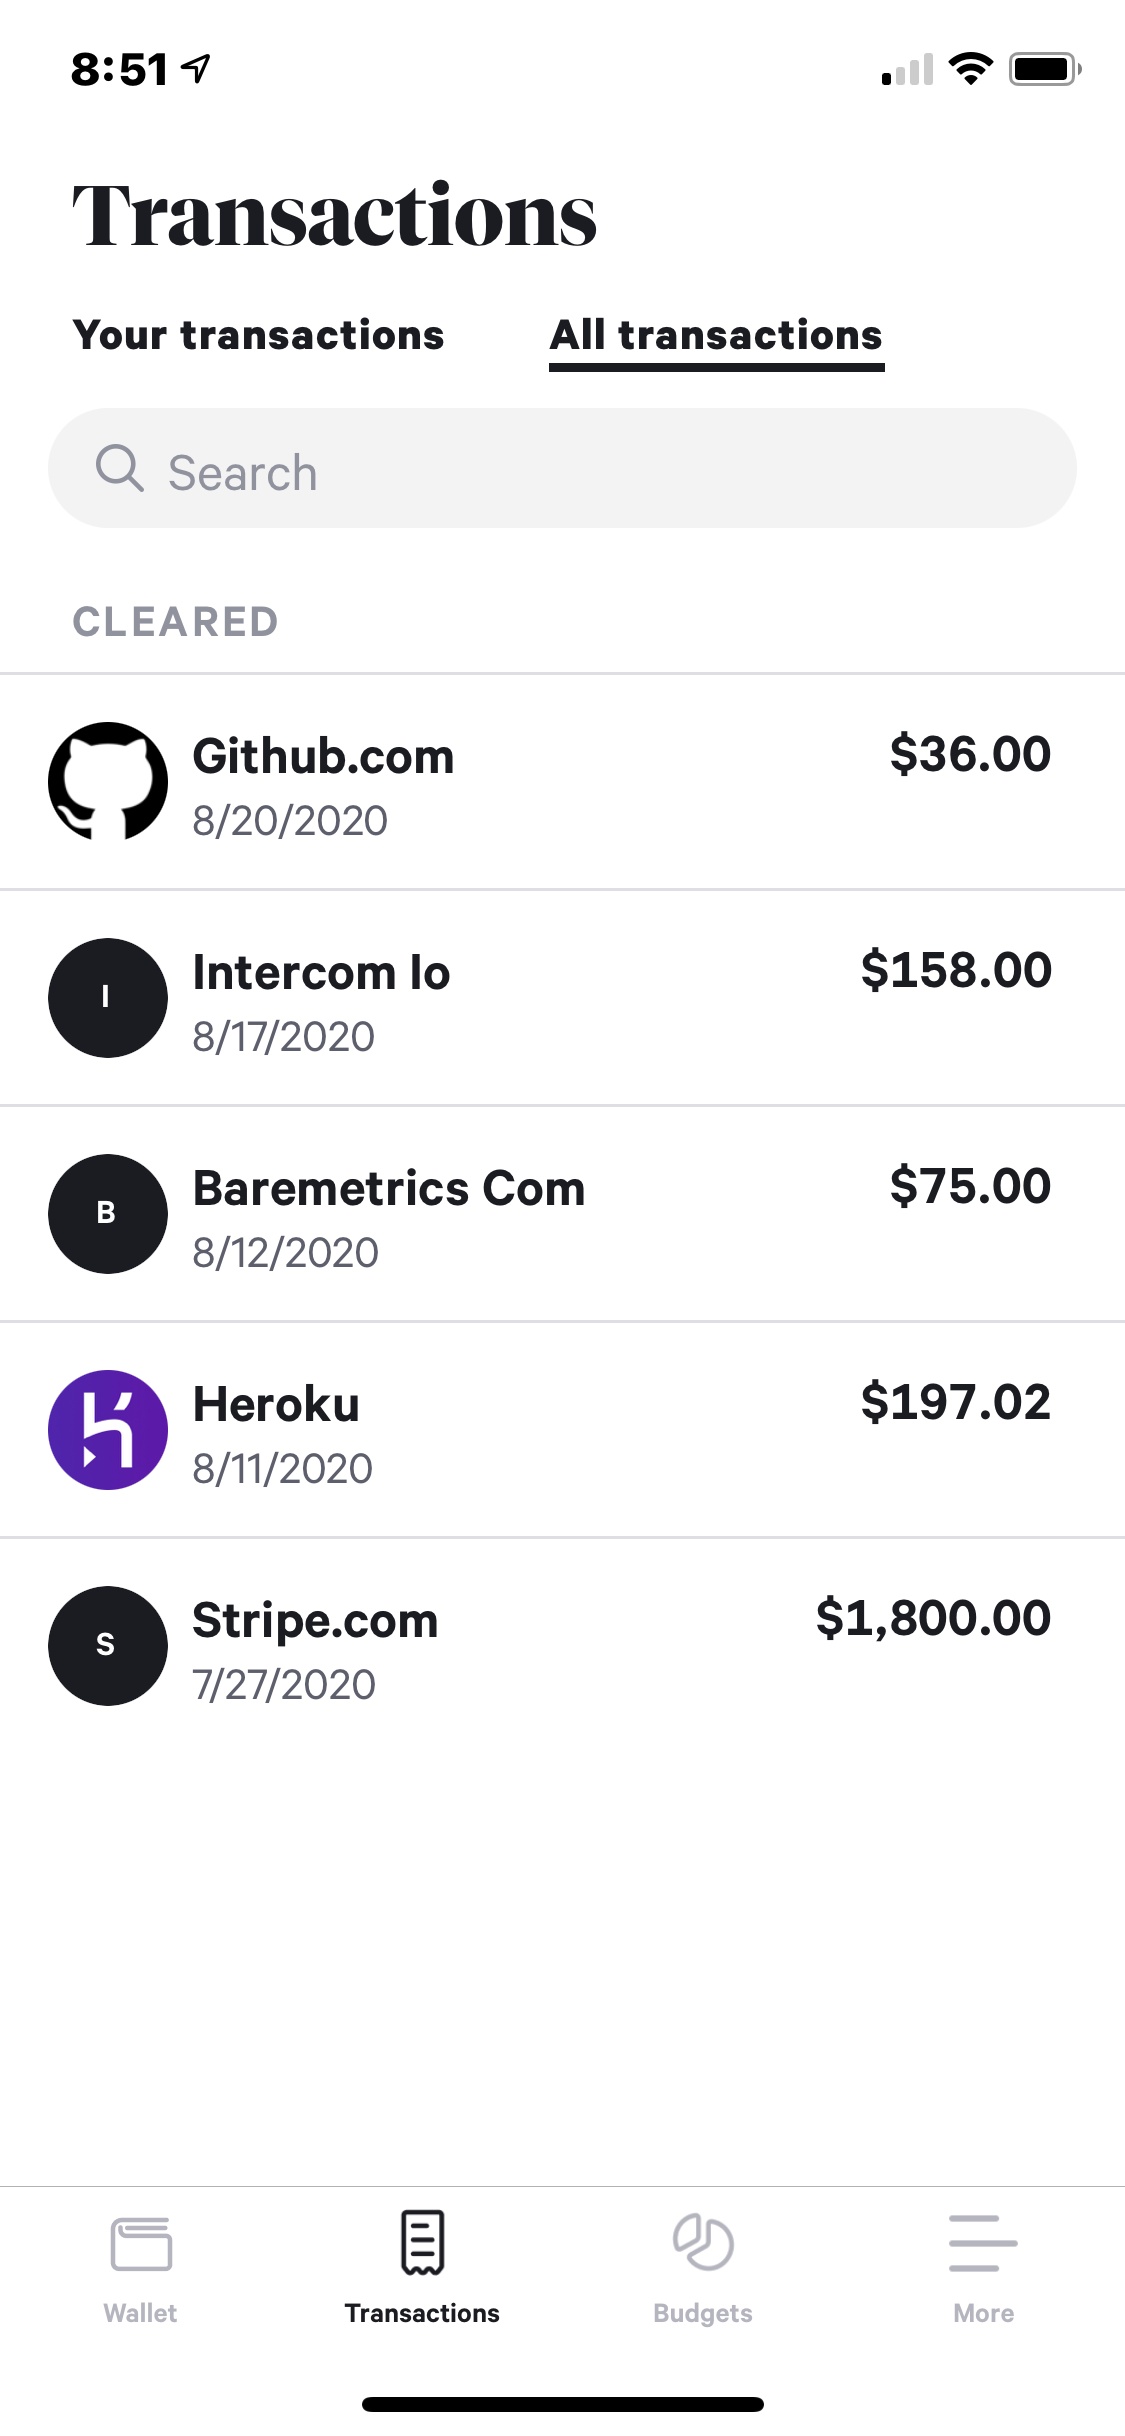 8:51
Transactions
Your transactions All transactions
Search
CLEARED
Github.com $36.00
8/20/2020
I
Intercom Io $158.00
8/17/2020
B
Baremetrics Com $75.00
8/12/2020
Heroku $197.02
8/11/2020
S
Stripe.com $1,800.00
7/27/2020
Wallet Transactions Budgets More